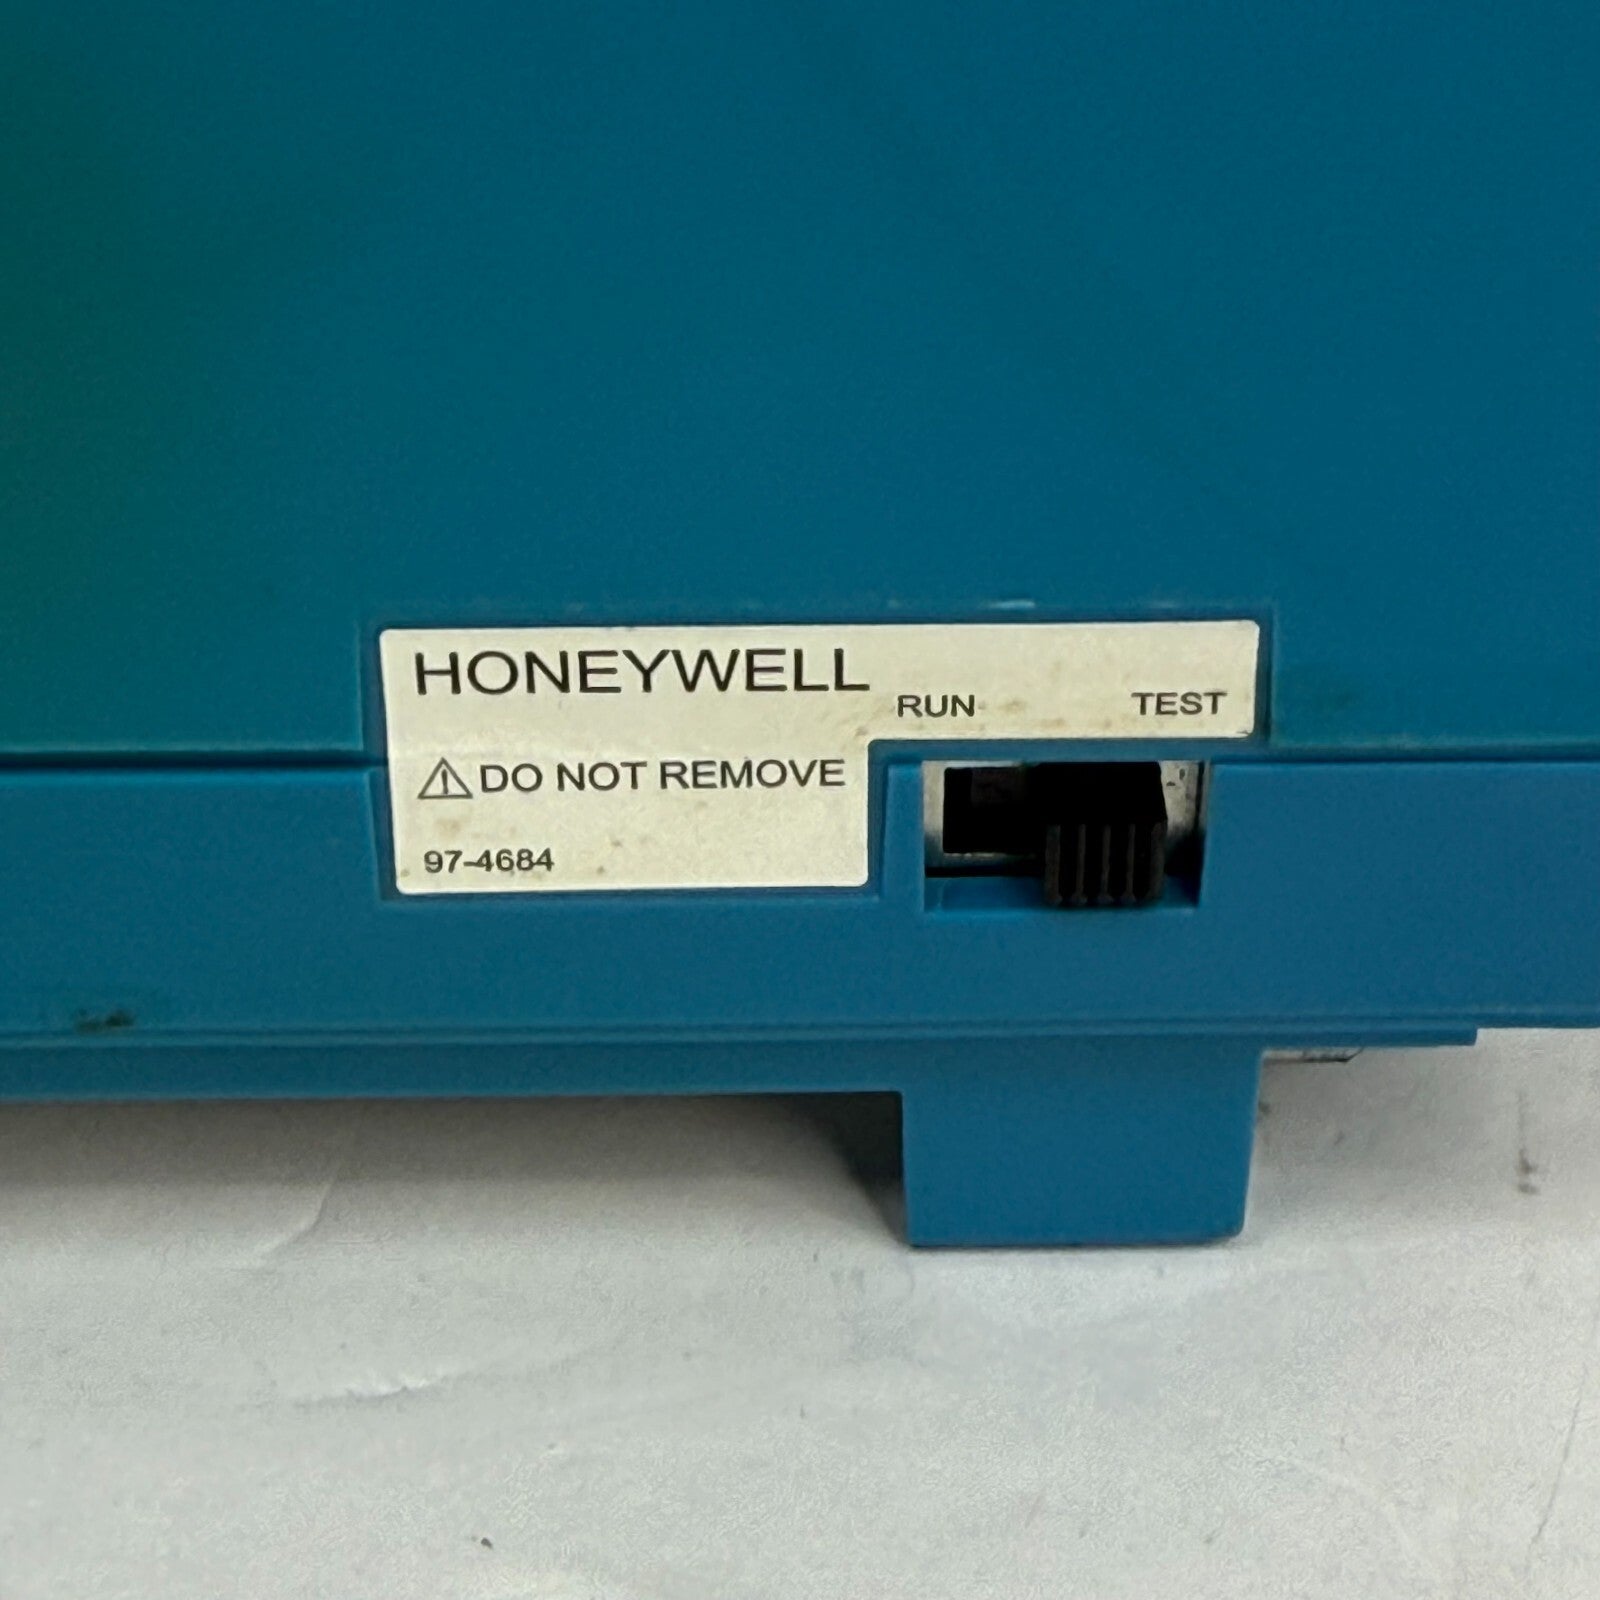 HONEYWELL
RUN TEST
⚠ DO NOT REMOVE
97-4684